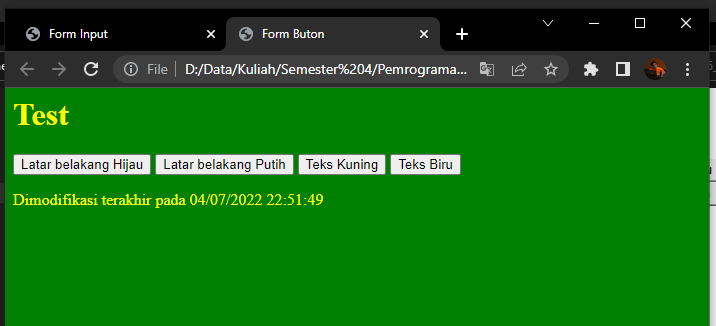 Form Input
Form Buton
File
D:/Data/Kuliah/Semester%204/Pemrograma...
Test
Latar belakang Hijau
Latar belakang Putih
Teks Kuning
Teks Biru
Dimodifikasi terakhir pada 04/07/2022 22:51:49